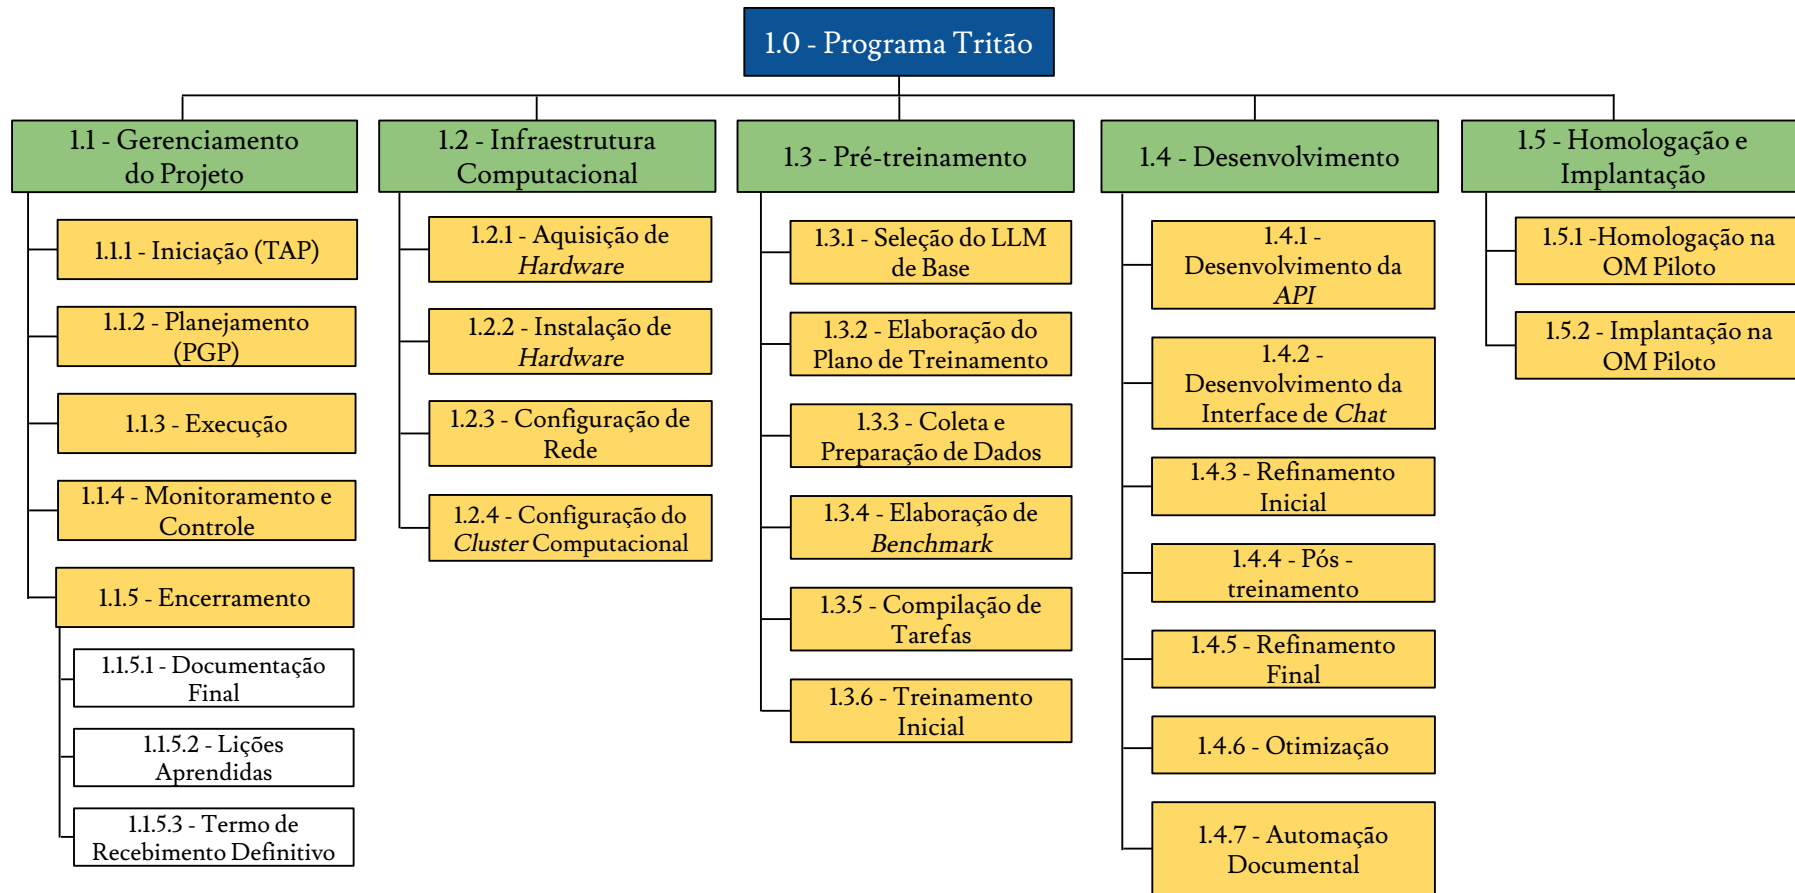 1.0 - Programa Tritão
1.1 - Gerenciamento
do Projeto
1.1.1 - Iniciação (TAP)
1.1.2 - Planejamento
(PGP)
1.1.3 - Execução
1.1.4 - Monitoramento e
Controle
1.1.5 - Encerramento
1.1.5.1 - Documentação
Final
1.1.5.2 - Lições
Aprendidas
1.1.5.3 - Termo de
Recebimento Definitivo
1.2 - Infraestrutura
Computacional
1.2.1 - Aquisição de
Hardware
1.2.2 - Instalação de
Hardware
1.2.3 - Configuração de
Rede
1.2.4 - Configuração do
Cluster Computacional
1.3 - Pré-treinamento
1.3.1 - Seleção do LLM
de Base
1.3.2 - Elaboração do
Plano de Treinamento
1.3.3 - Coleta e
Preparação de Dados
1.3.4 - Elaboração de
Benchmark
1.3.5 - Compilação de
Tarefas
1.3.6 - Treinamento
Inicial
1.4 - Desenvolvimento
1.4.1 -
Desenvolvimento da
API
1.4.2 -
Desenvolvimento da
Interface de Chat
1.4.3 - Refinamento
Inicial
1.4.4 - Pós -
treinamento
1.4.5 - Refinamento
Final
1.4.6 - Otimização
1.4.7 - Automação
Documental
1.5 - Homologação e
Implantação
1.5.1 -Homologação na
OM Piloto
1.5.2 - Implantação na
OM Piloto